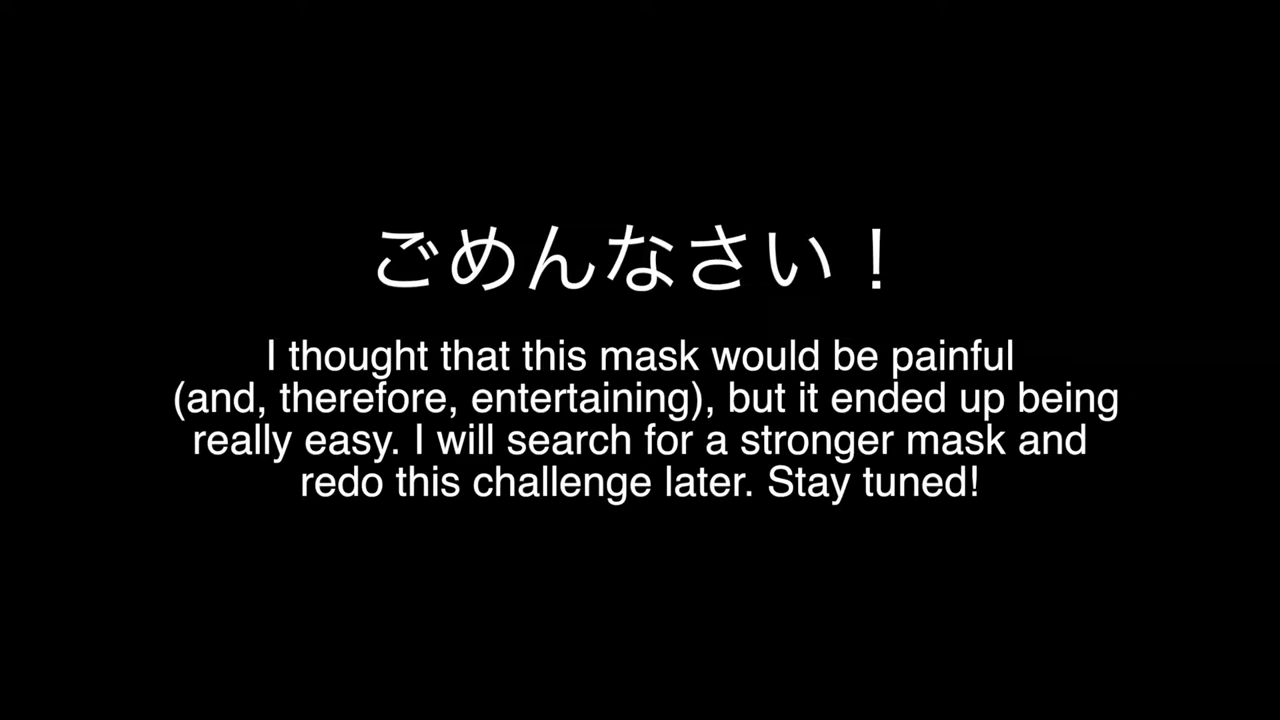 ごめんなさい！
I thought that this mask would be painful
(and, therefore, entertaining), but it ended up being
really easy. I will search for a stronger mask and
redo this challenge later. Stay tuned!